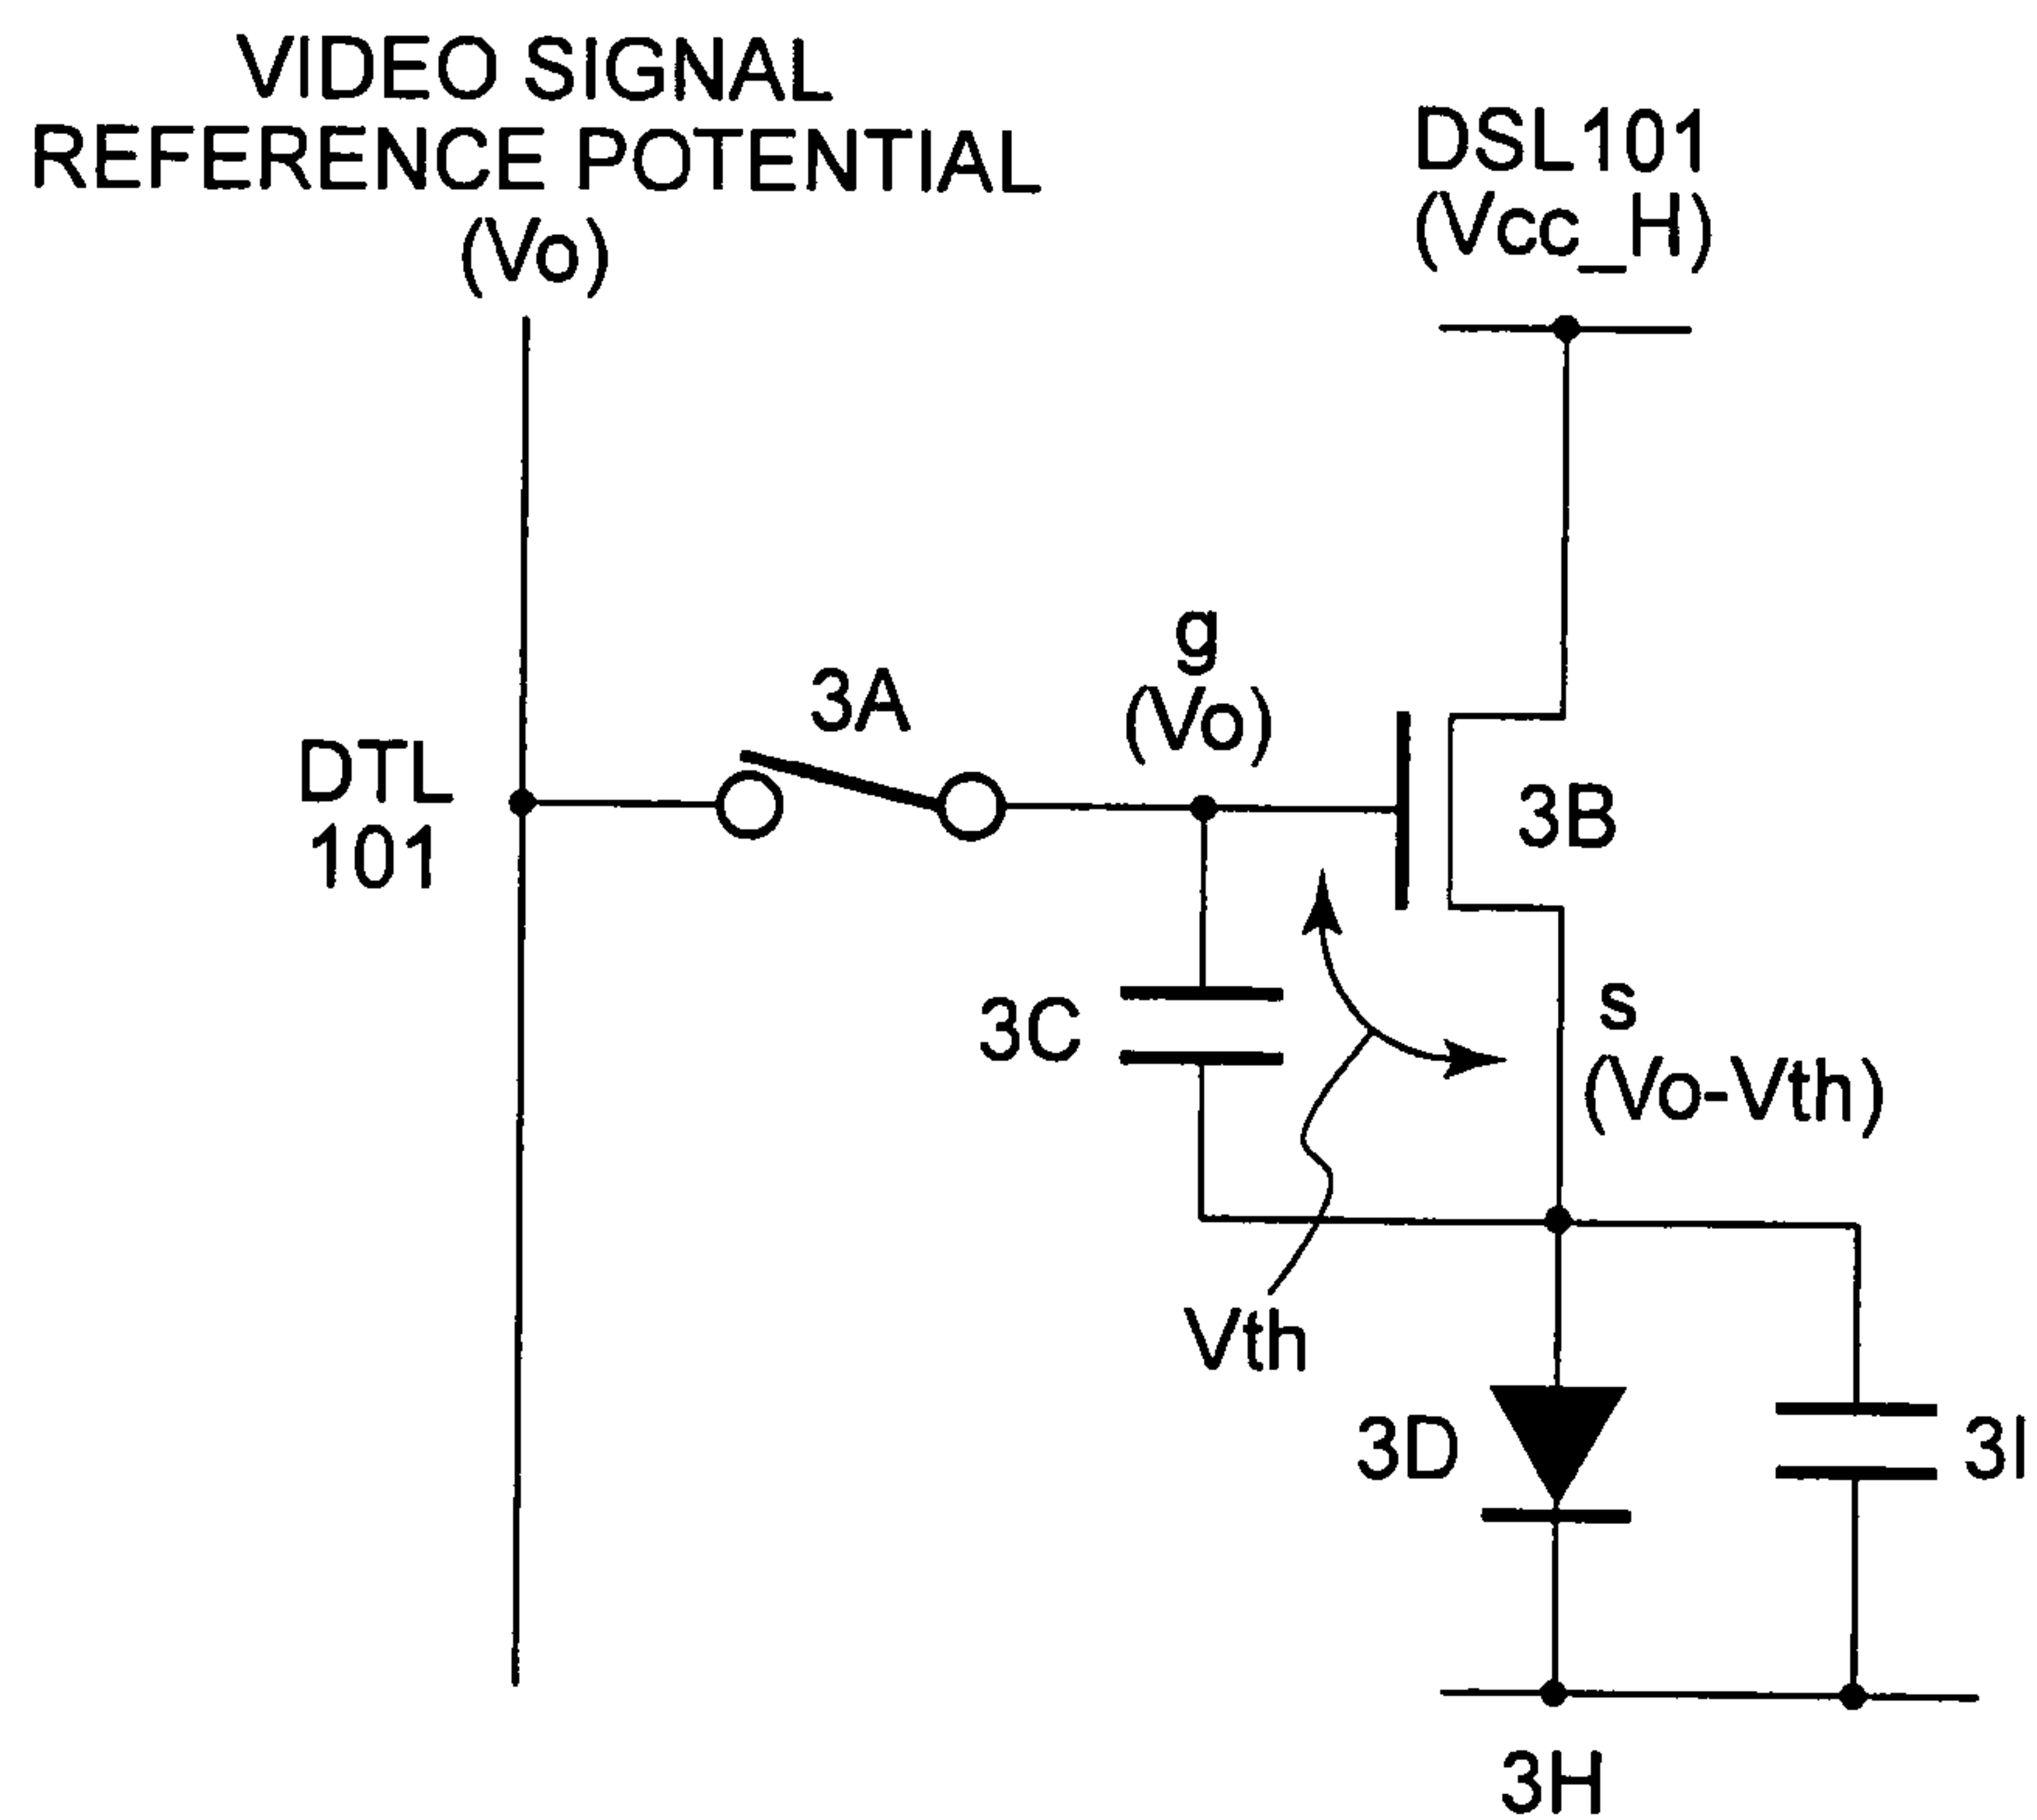 VIDEO SIGNAL
REFERENCE POTENTIAL
(Vo)
DSL101
(Vcc_H)
g
(Vo)
3A
DTL
101
3B
3C
s
(Vo-Vth)
Vth
3D
3I
3H